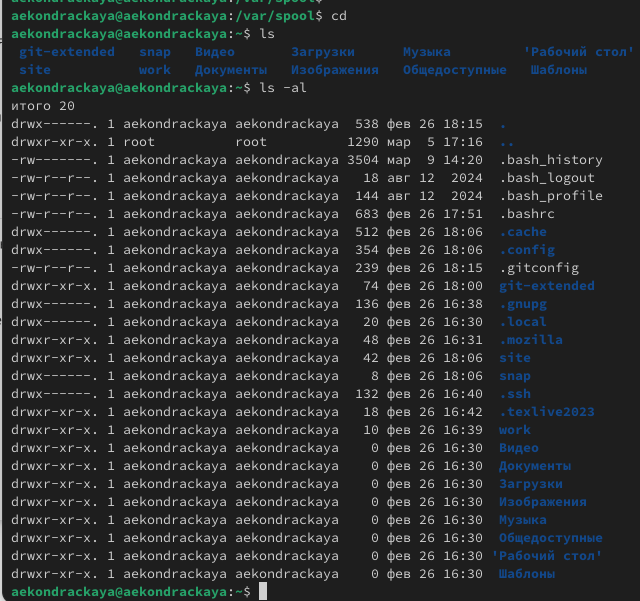 aekondrackaya@aekondrackaya:/var/spool$
aekondrackaya@aekondrackaya:/var/spool$ cd
aekondrackaya@aekondrackaya:~$ ls
git-extended snap Видео Загрузки Музыка 'Рабочий стол'
site work Документы Изображения Общедоступные Шаблоны
aekondrackaya@aekondrackaya:~$ ls -al
итого 20
drwx------. 1 aekondrackaya aekondrackaya 538 фев 26 18:15 .
drwxr-xr-x. 1 root root 1290 мар 5 17:16 ..
-rw-------. 1 aekondrackaya aekondrackaya 3504 мар 9 14:20 .bash_history
-rw-r--r--. 1 aekondrackaya aekondrackaya 18 авг 12 2024 .bash_logout
-rw-r--r--. 1 aekondrackaya aekondrackaya 144 авг 12 2024 .bash_profile
-rw-r--r--. 1 aekondrackaya aekondrackaya 683 фев 26 17:51 .bashrc
drwx------. 1 aekondrackaya aekondrackaya 512 фев 26 18:06 .cache
drwx------. 1 aekondrackaya aekondrackaya 354 фев 26 18:06 .config
-rw-r--r--. 1 aekondrackaya aekondrackaya 239 фев 26 18:15 .gitconfig
drwxr-xr-x. 1 aekondrackaya aekondrackaya 74 фев 26 18:00 git-extended
drwx------. 1 aekondrackaya aekondrackaya 136 фев 26 16:38 .gnupg
drwx------. 1 aekondrackaya aekondrackaya 20 фев 26 16:30 .local
drwxr-xr-x. 1 aekondrackaya aekondrackaya 48 фев 26 16:31 .mozilla
drwxr-xr-x. 1 aekondrackaya aekondrackaya 42 фев 26 18:06 site
drwx------. 1 aekondrackaya aekondrackaya 8 фев 26 18:06 snap
drwx------. 1 aekondrackaya aekondrackaya 132 фев 26 16:40 .ssh
drwxr-xr-x. 1 aekondrackaya aekondrackaya 18 фев 26 16:42 .texlive2023
drwxr-xr-x. 1 aekondrackaya aekondrackaya 10 фев 26 16:39 work
drwxr-xr-x. 1 aekondrackaya aekondrackaya 0 фев 26 16:30 Видео
drwxr-xr-x. 1 aekondrackaya aekondrackaya 0 фев 26 16:30 Документы
drwxr-xr-x. 1 aekondrackaya aekondrackaya 0 фев 26 16:30 Загрузки
drwxr-xr-x. 1 aekondrackaya aekondrackaya 0 фев 26 16:30 Изображения
drwxr-xr-x. 1 aekondrackaya aekondrackaya 0 фев 26 16:30 Музыка
drwxr-xr-x. 1 aekondrackaya aekondrackaya 0 фев 26 16:30 Общедоступные
drwxr-xr-x. 1 aekondrackaya aekondrackaya 0 фев 26 16:30 'Рабочий стол'
drwxr-xr-x. 1 aekondrackaya aekondrackaya 0 фев 26 16:30 Шаблоны
aekondrackaya@aekondrackaya:~$